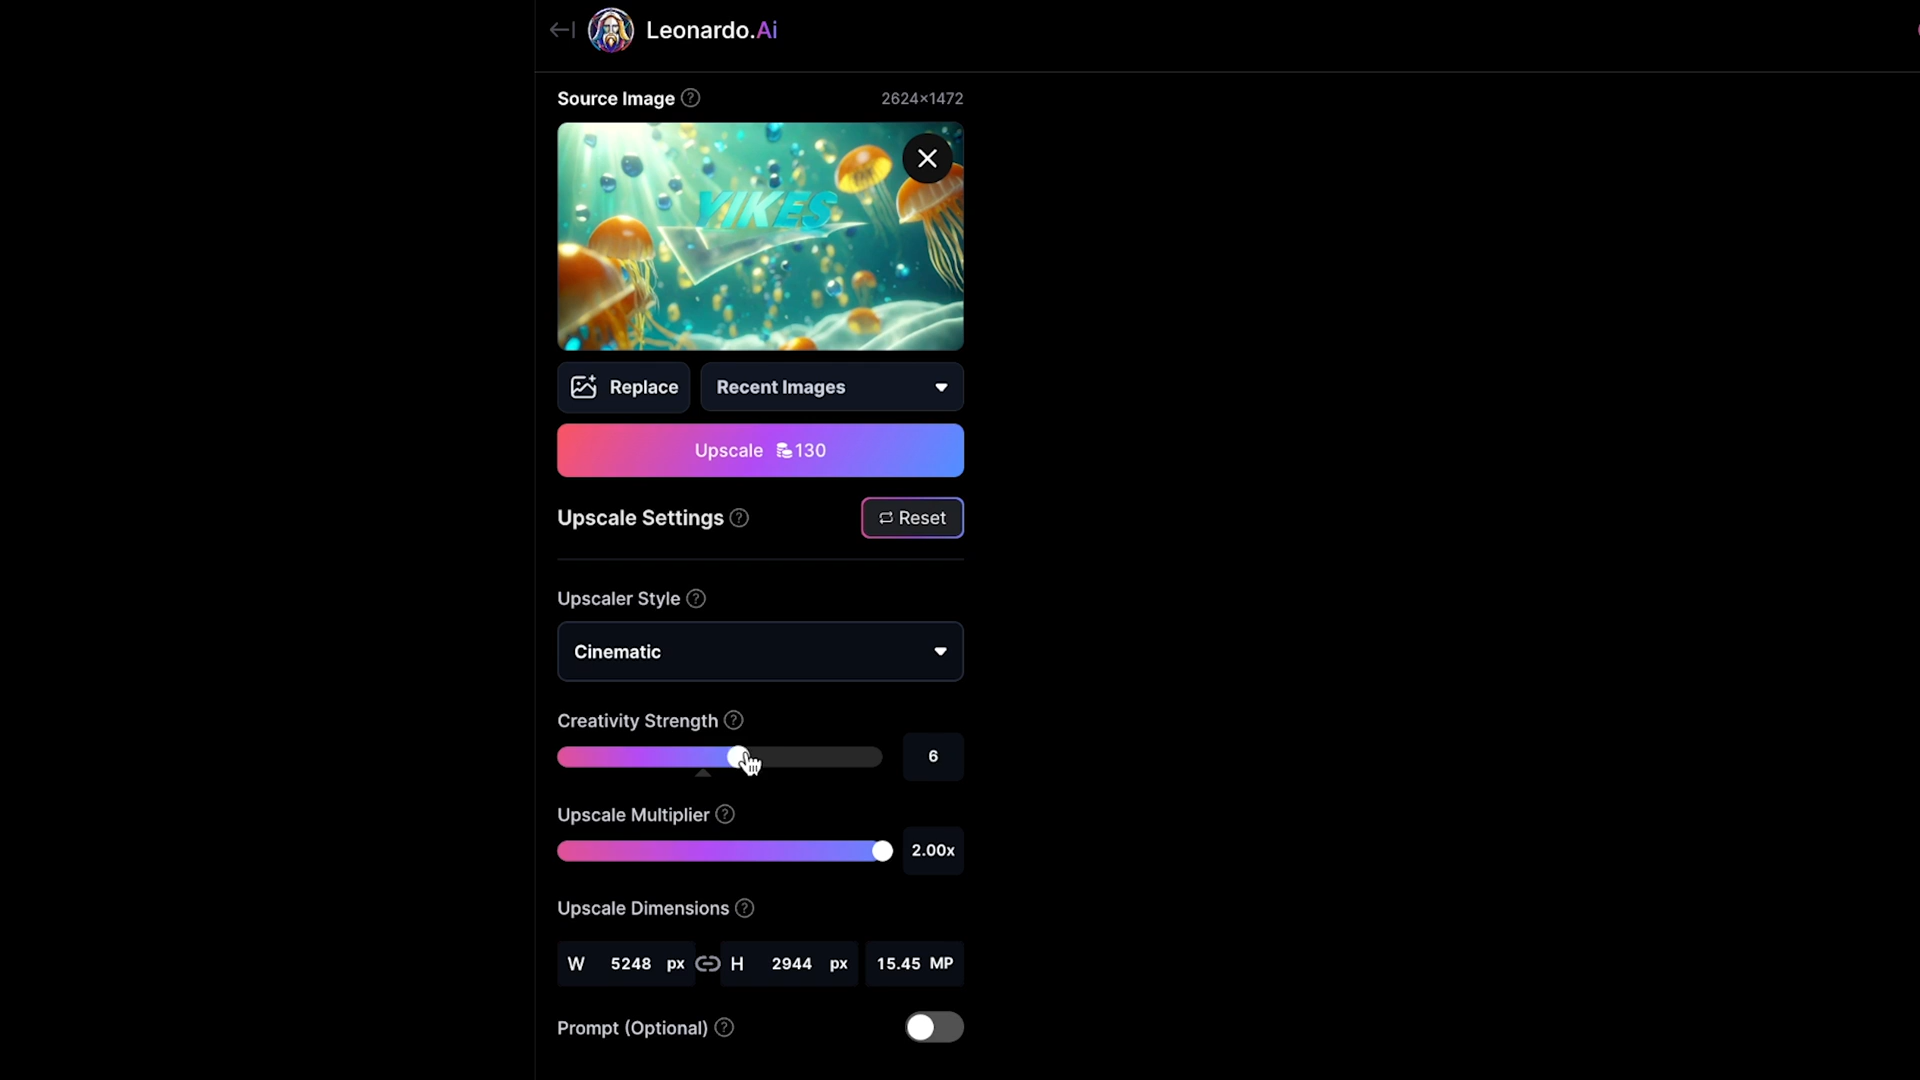 Leonardo.Ai
Source Image ? 2624×1472
YIKES
Replace Recent Images
Upscale 130
Upscale Settings ? Reset
Upscaler Style ?
Cinematic
Creativity Strength ?
6
Upscale Multiplier ?
2.00x
Upscale Dimensions ?
W 5248 px H 2944 px 15.45 MP
Prompt (Optional) ?